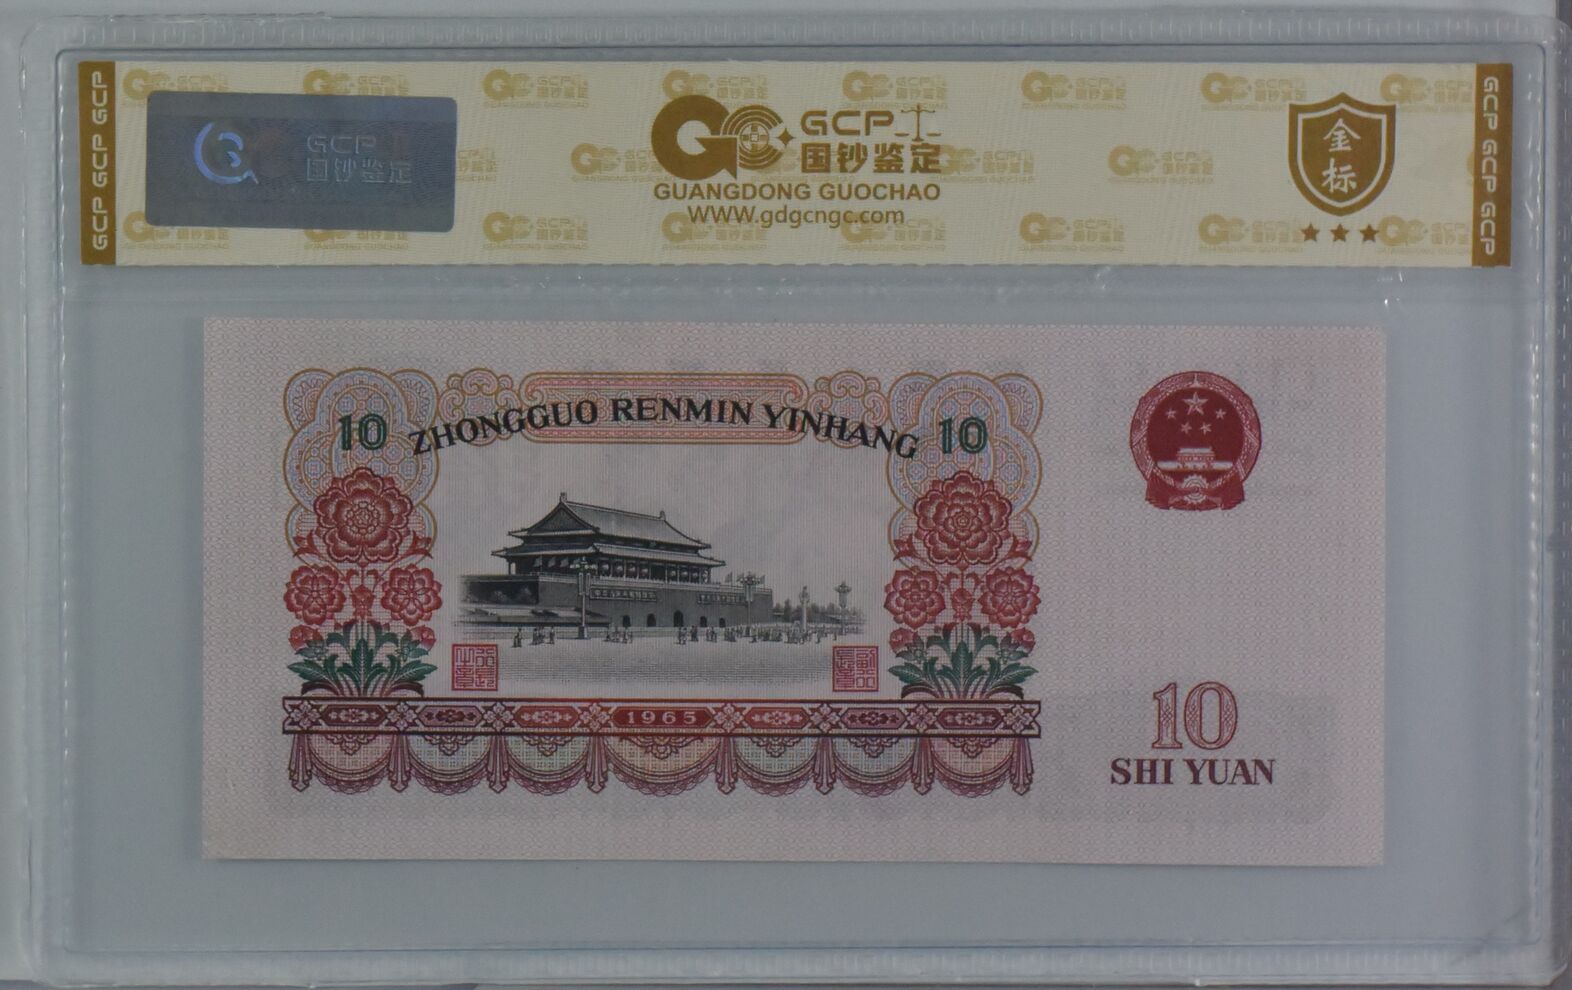 GCP GCP GCP
GCP
国钞鉴定
GCP
国钞鉴定
GUANGDONG GUOCHAO
WWW.gdgcngc.com
金标
GCP GCP GCP
ZHONGGUO RENMIN YINHANG
10
10
1965
10
SHI YUAN